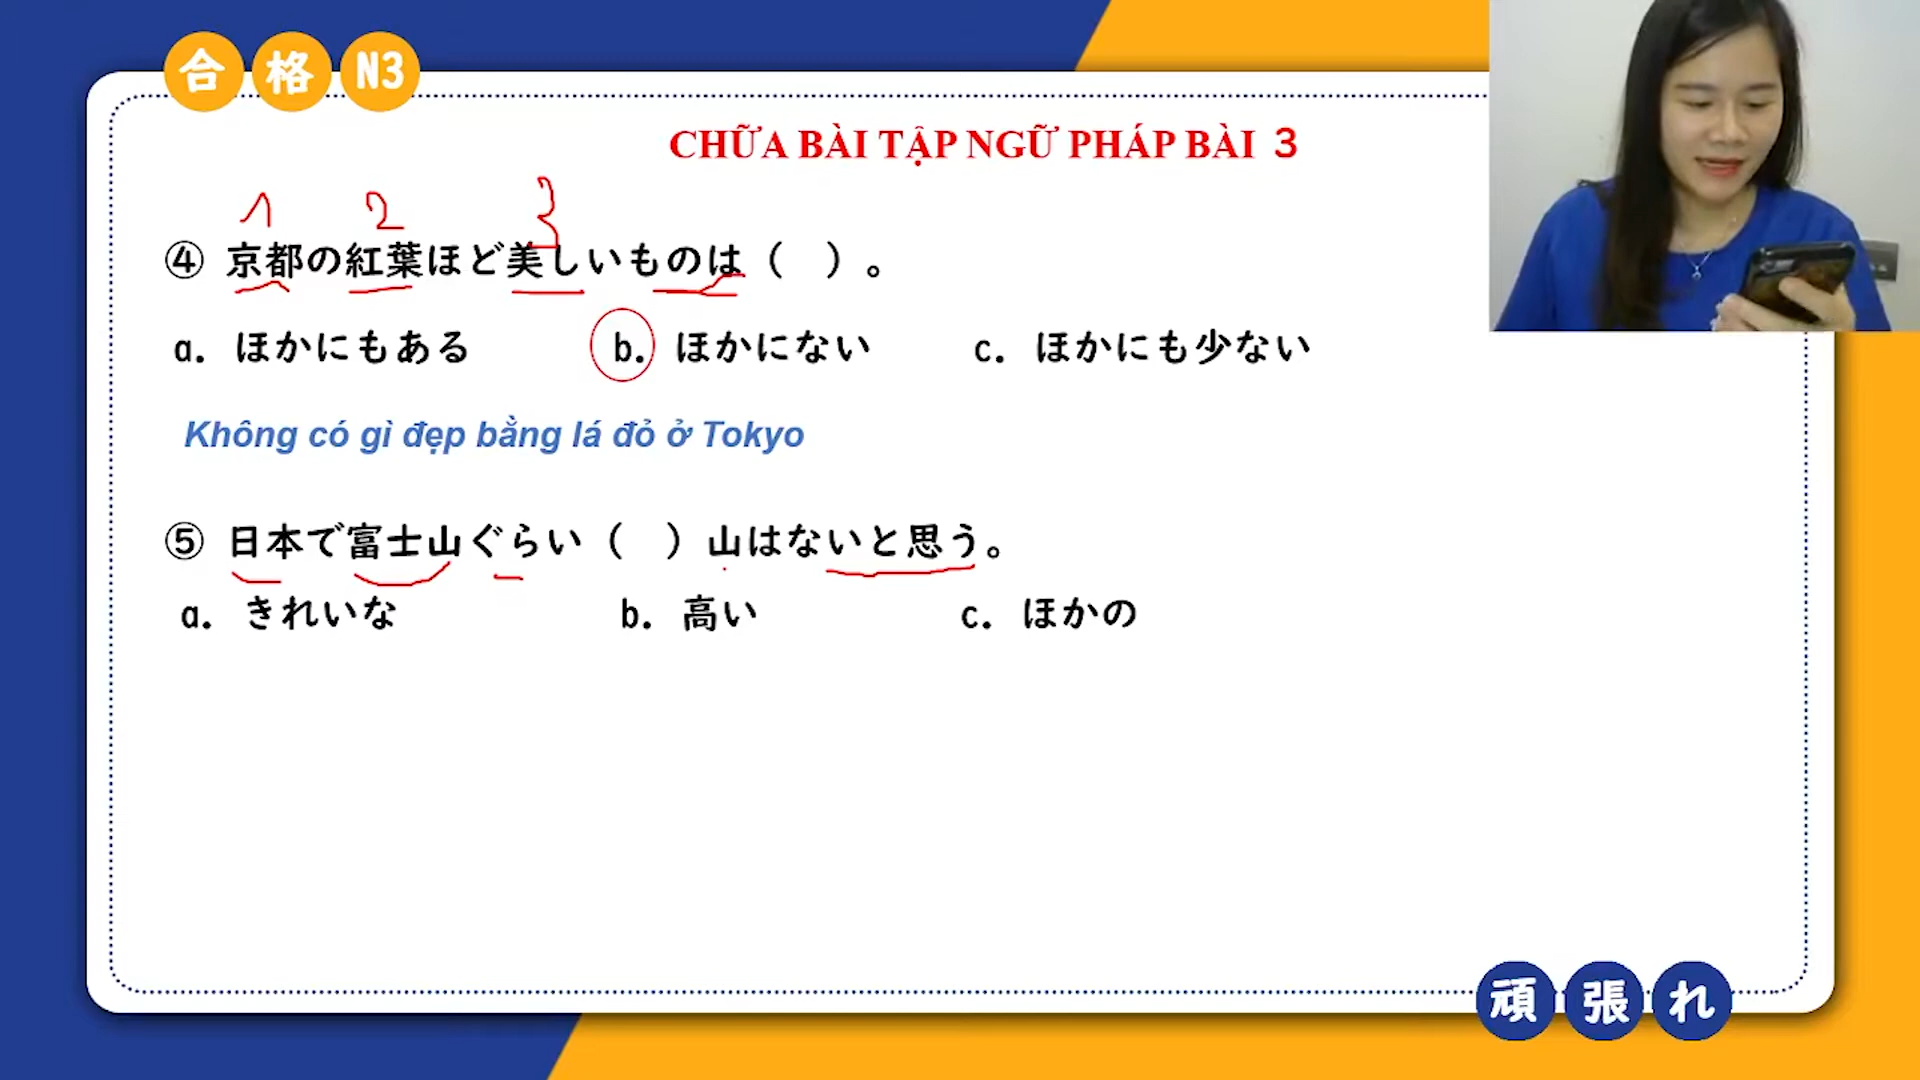 合格N3
CHỮA BÀI TẬP NGỮ PHÁP BÀI 3
1 2 3
④ 京都の紅葉ほど美しいものは（ ）。
a. ほかにもある b. ほかにない c. ほかにも少ない
Không có gì đẹp bằng lá đỏ ở Tokyo
⑤ 日本で富士山ぐらい（ ）山はないと思う。
a. きれいな b. 高い c. ほかの
頑張れ